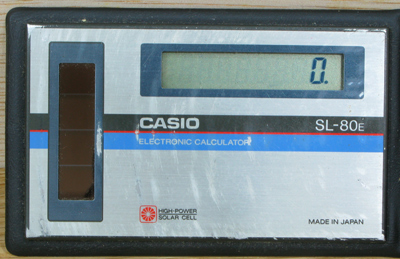 0.
CASIO SL-80E
ELECTRONIC CALCULATOR
HIGH-POWER
SOLAR CELL
MADE IN JAPAN